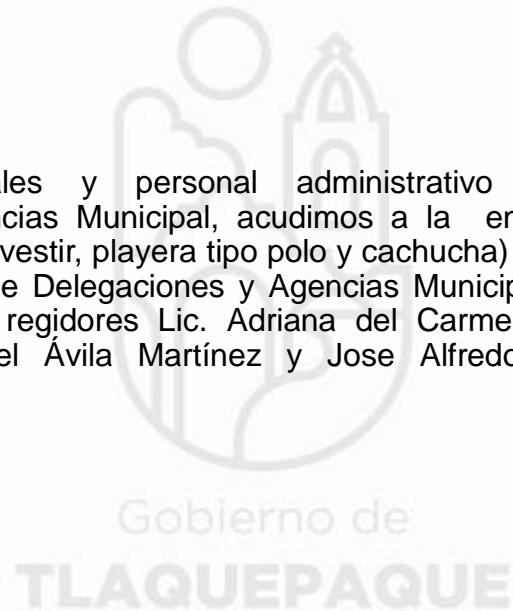 ales y personal administrativo
ncias Municipal, acudimos a la en
vestir, playera tipo polo y cachucha)
e Delegaciones y Agencias Municip
regidores Lic. Adriana del Carme
el Ávila Martínez y Jose Alfredo
Gobierno de
TLAQUEPAQUE